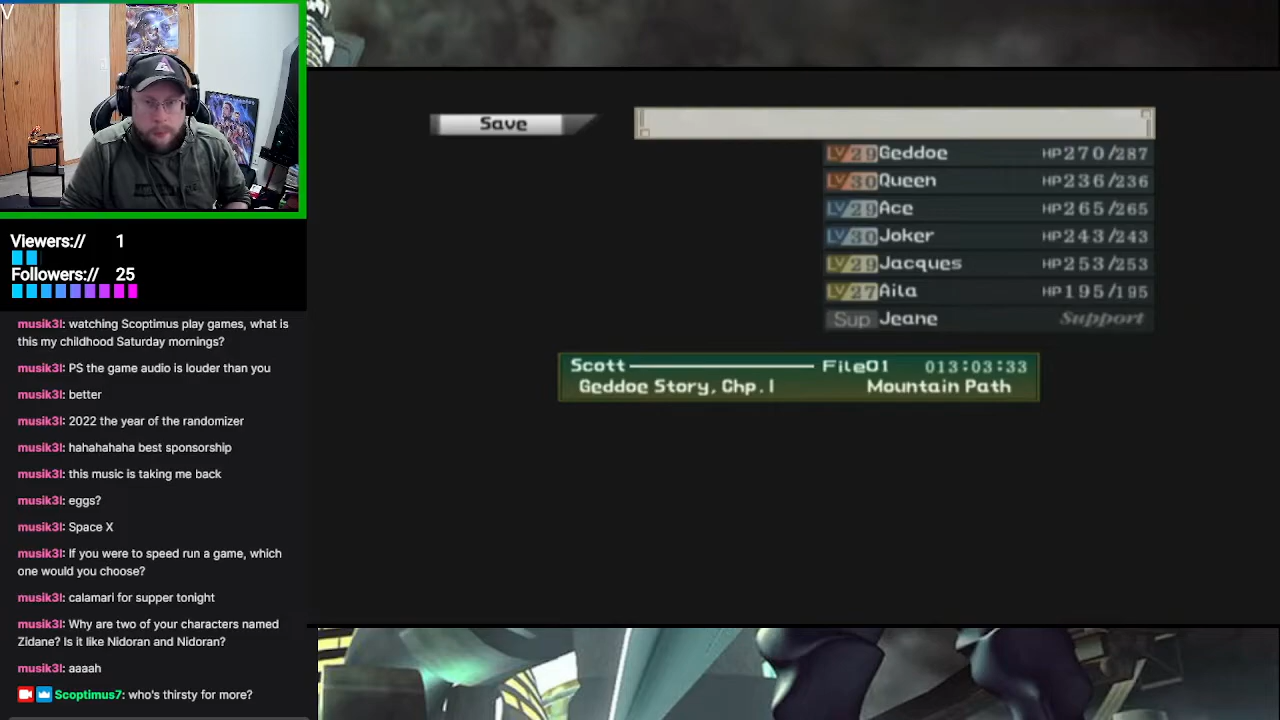 Viewers:// 1
Followers:// 25
musik3l: watching Scoptimus play games, what is
this my childhood Saturday mornings?
musik3l: PS the game audio is louder than you
musik3l: better
musik3l: 2022 the year of the randomizer
musik3l: hahahahaha best sponsorship
musik3l: this music is taking me back
musik3l: eggs?
musik3l: Space X
musik3l: If you were to speed run a game, which
one would you choose?
musik3l: calamari for supper tonight
musik3l: Why are two of your characters named
Zidane? Is it like Nidoran and Nidoran?
musik3l: aaaah
Scoptimus7: who's thirsty for more?
Save
LV 29 Geddoe HP 270/287
LV 30 Queen HP 236/236
LV 29 Ace HP 265/265
LV 30 Joker HP 243/243
LV 29 Jacques HP 253/253
LV 27 Aila HP 195/195
Sup Jeane Support
Scott File01 013:03:33
Geddoe Story, Chp.1 Mountain Path